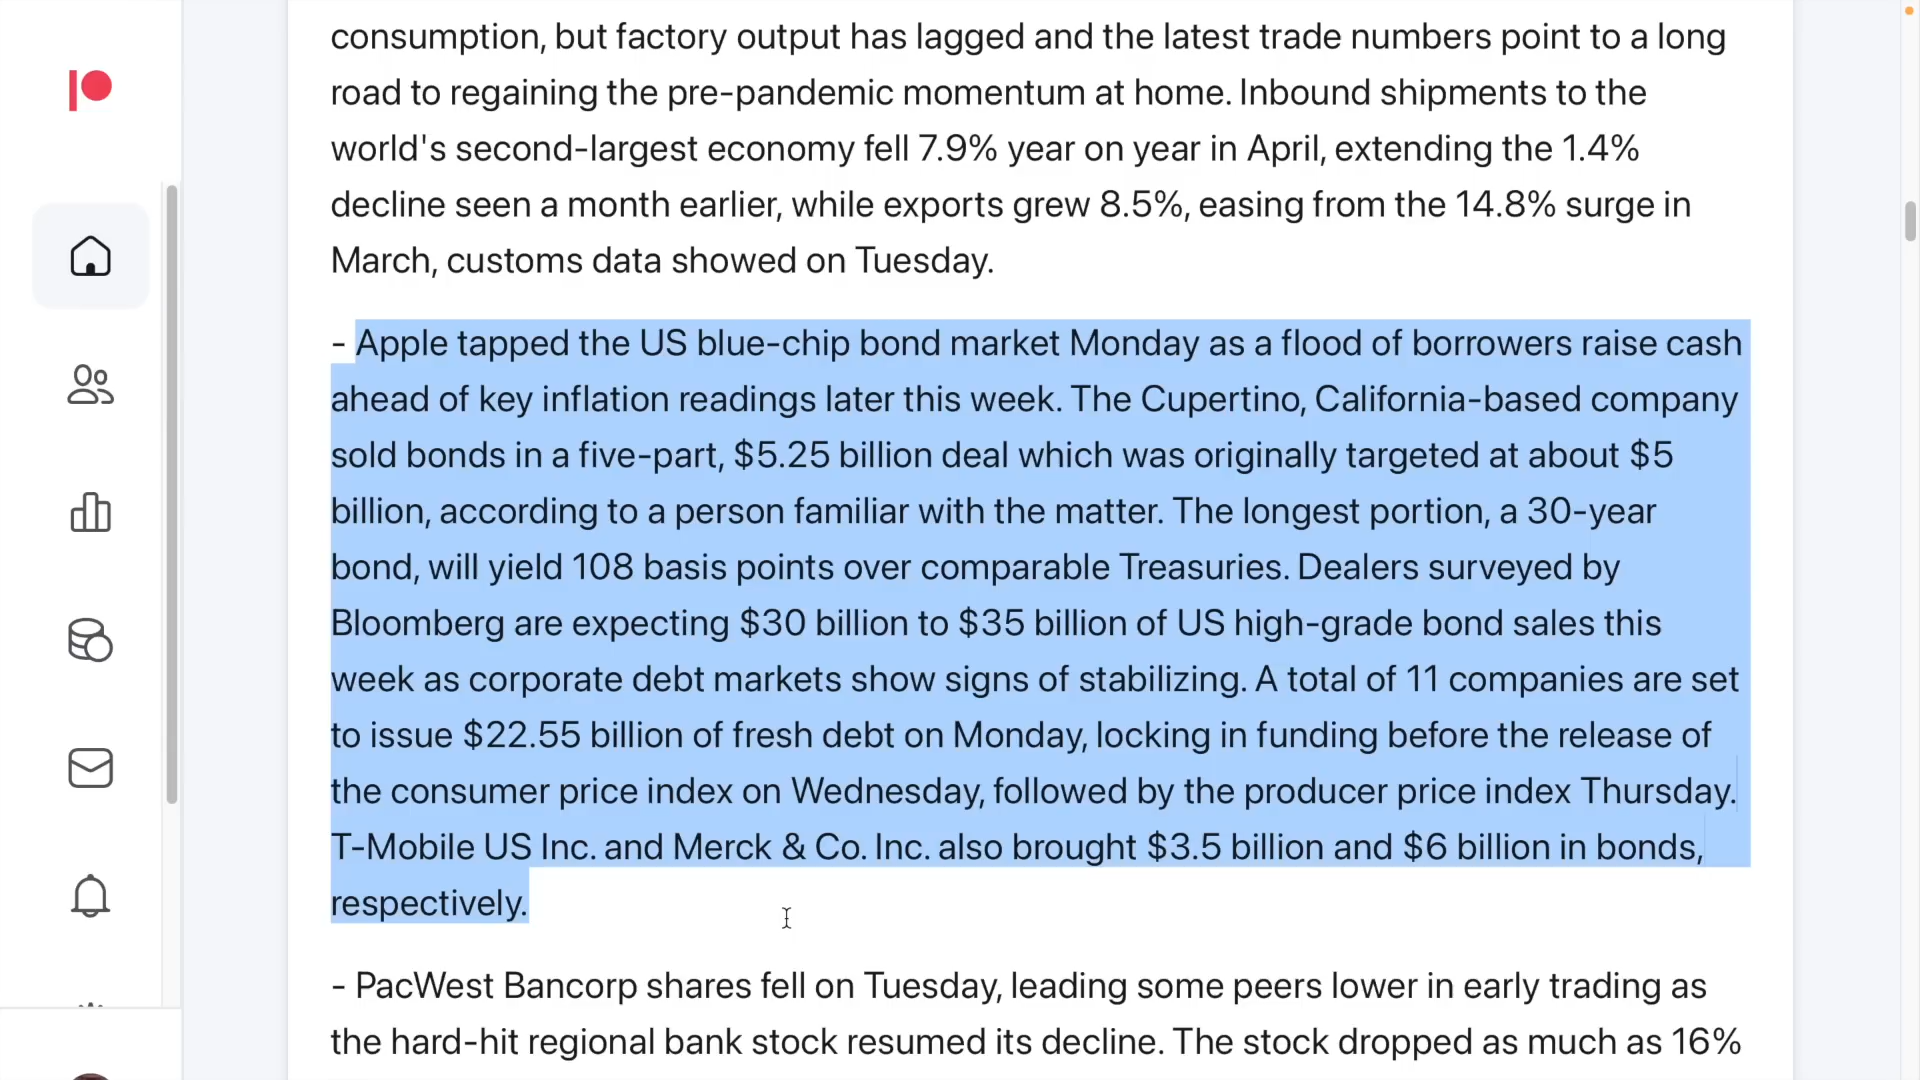 consumption, but factory output has lagged and the latest trade numbers point to a long
road to regaining the pre-pandemic momentum at home. Inbound shipments to the
world's second-largest economy fell 7.9% year on year in April, extending the 1.4%
decline seen a month earlier, while exports grew 8.5%, easing from the 14.8% surge in
March, customs data showed on Tuesday.
- Apple tapped the US blue-chip bond market Monday as a flood of borrowers raise cash
ahead of key inflation readings later this week. The Cupertino, California-based company
sold bonds in a five-part, $5.25 billion deal which was originally targeted at about $5
billion, according to a person familiar with the matter. The longest portion, a 30-year
bond, will yield 108 basis points over comparable Treasuries. Dealers surveyed by
Bloomberg are expecting $30 billion to $35 billion of US high-grade bond sales this
week as corporate debt markets show signs of stabilizing. A total of 11 companies are set
to issue $22.55 billion of fresh debt on Monday, locking in funding before the release of
the consumer price index on Wednesday, followed by the producer price index Thursday.
T-Mobile US Inc. and Merck & Co. Inc. also brought $3.5 billion and $6 billion in bonds,
respectively.
- PacWest Bancorp shares fell on Tuesday, leading some peers lower in early trading as
the hard-hit regional bank stock resumed its decline. The stock dropped as much as 16%